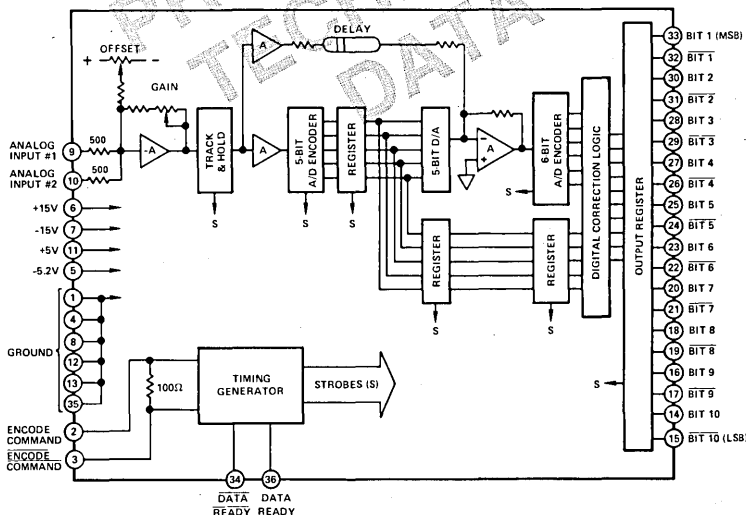 PRELIMINARY
TECHNICAL
DATA
DELAY
A
+ OFFSET -
GAIN
ANALOG
INPUT #1
9
500
ANALOG
INPUT #2
10
500
-A
TRACK
& HOLD
S
A
5-BIT
A/D ENCODER
S
REGISTER
S
5-BIT D/A
-
A
+
6-BIT
A/D ENCODER
S
REGISTER
S
REGISTER
S
DIGITAL CORRECTION LOGIC
OUTPUT REGISTER
S
+15V 6
-15V 7
+5V 11
-5.2V 5
GROUND
1
4
8
12
13
35
ENCODE
COMMAND
2
ENCODE
COMMAND
3
100Ω
TIMING
GENERATOR
STROBES (S)
34
36
DATA
READY
DATA
READY
33 BIT 1 (MSB)
32 BIT 1
30 BIT 2
31 BIT 2
28 BIT 3
29 BIT 3
27 BIT 4
26 BIT 4
25 BIT 5
24 BIT 5
23 BIT 6
22 BIT 6
20 BIT 7
21 BIT 7
18 BIT 8
19 BIT 8
16 BIT 9
17 BIT 9
14 BIT 10
15 BIT 10 (LSB)